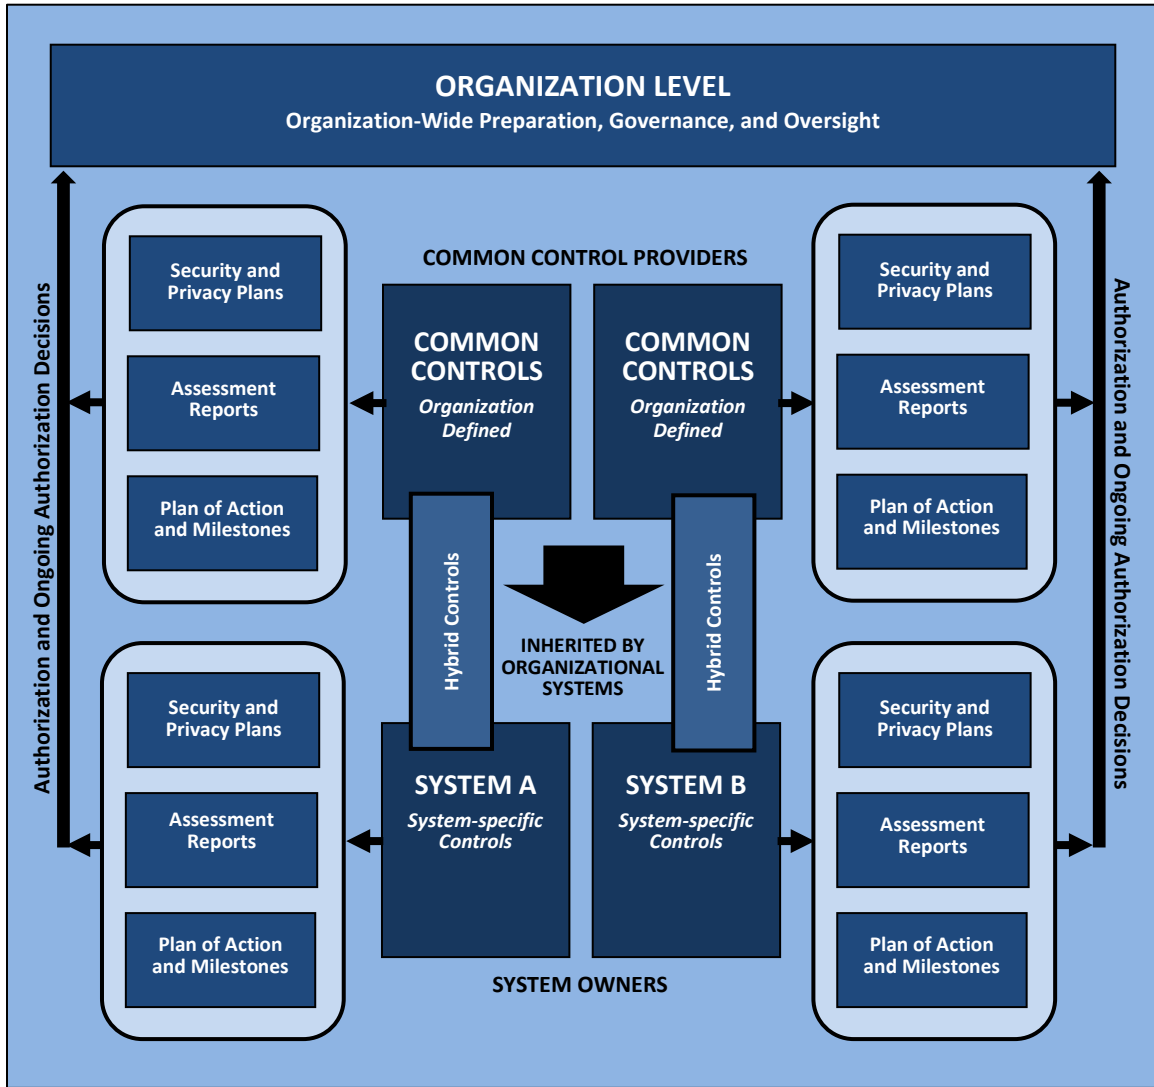 ORGANIZATION LEVEL
Organization-Wide Preparation, Governance, and Oversight
Authorization and Ongoing Authorization Decisions
Security and
Privacy Plans
Assessment
Reports
Plan of Action
and Milestones
COMMON CONTROL PROVIDERS
COMMON
CONTROLS
Organization
Defined
COMMON
CONTROLS
Organization
Defined
Security and
Privacy Plans
Assessment
Reports
Plan of Action
and Milestones
Authorization and Ongoing Authorization Decisions
Hybrid Controls
INHERITED BY
ORGANIZATIONAL
SYSTEMS
Hybrid Controls
Security and
Privacy Plans
Assessment
Reports
Plan of Action
and Milestones
SYSTEM A
System-specific
Controls
SYSTEM B
System-specific
Controls
SYSTEM OWNERS
Security and
Privacy Plans
Assessment
Reports
Plan of Action
and Milestones